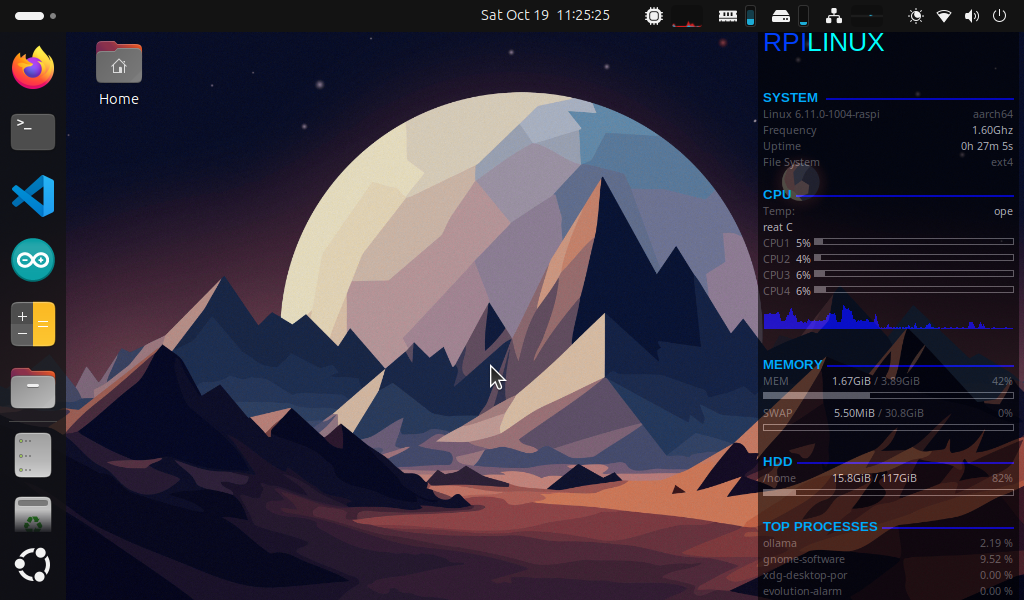 Sat Oct 19 11:25:25
Home
>_
RPILINUX
SYSTEM
Linux 6.11.0-1004-raspi aarch64
Frequency 1.60Ghz
Uptime 0h 27m 5s
File System ext4
CPU
Temp: ope
reat C
CPU1 5%
CPU2 4%
CPU3 6%
CPU4 6%
MEMORY
MEM 1.67GiB / 3.89GiB 42%
SWAP 5.50MiB / 30.8GiB 0%
HDD
/home 15.8GiB / 117GiB 82%
TOP PROCESSES
ollama 2.19 %
gnome-software 9.52 %
xdg-desktop-por 0.00 %
evolution-alarm 0.00 %